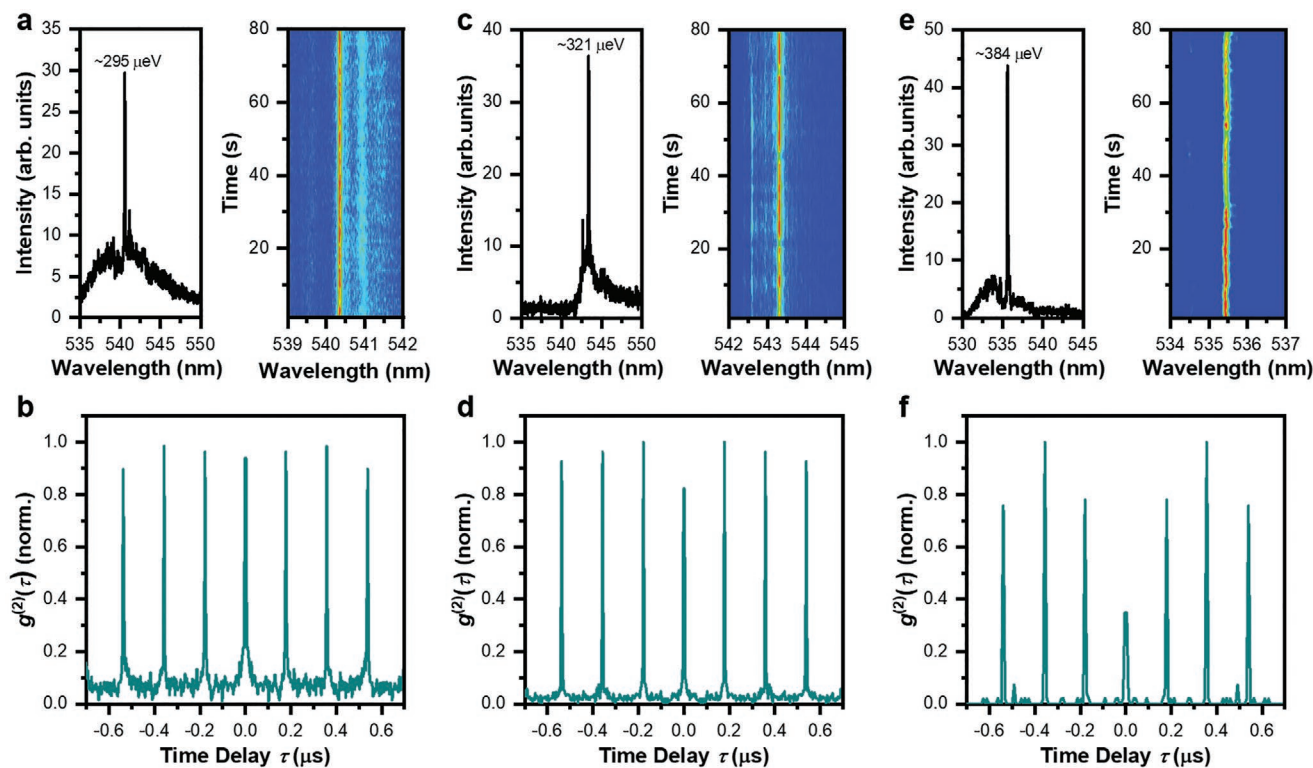 a
35
30
25
20
15
10
5
0
~295 μeV
Intensity (arb. units)
535 540 545 550
Wavelength (nm)
80
60
40
20
Time (s)
539 540 541 542
Wavelength (nm)
c
40
30
20
10
0
~321 μeV
Intensity (arb.units)
535 540 545 550
Wavelength (nm)
80
60
40
20
Time (s)
542 543 544 545
Wavelength (nm)
e
50
40
30
20
10
0
~384 μeV
Intensity (arb.units)
530 535 540 545
Wavelength (nm)
80
60
40
20
Time (s)
534 535 536 537
Wavelength (nm)
b
1.0
0.8
0.6
0.4
0.2
0.0
g(2)(τ) (norm.)
-0.6 -0.4 -0.2 0.0 0.2 0.4 0.6
Time Delay τ (μs)
d
1.0
0.8
0.6
0.4
0.2
0.0
g(2)(τ) (norm.)
-0.6 -0.4 -0.2 0.0 0.2 0.4 0.6
Time Delay τ (μs)
f
1.0
0.8
0.6
0.4
0.2
0.0
g(2)(τ) (norm.)
-0.6 -0.4 -0.2 0.0 0.2 0.4 0.6
Time Delay τ (μs)